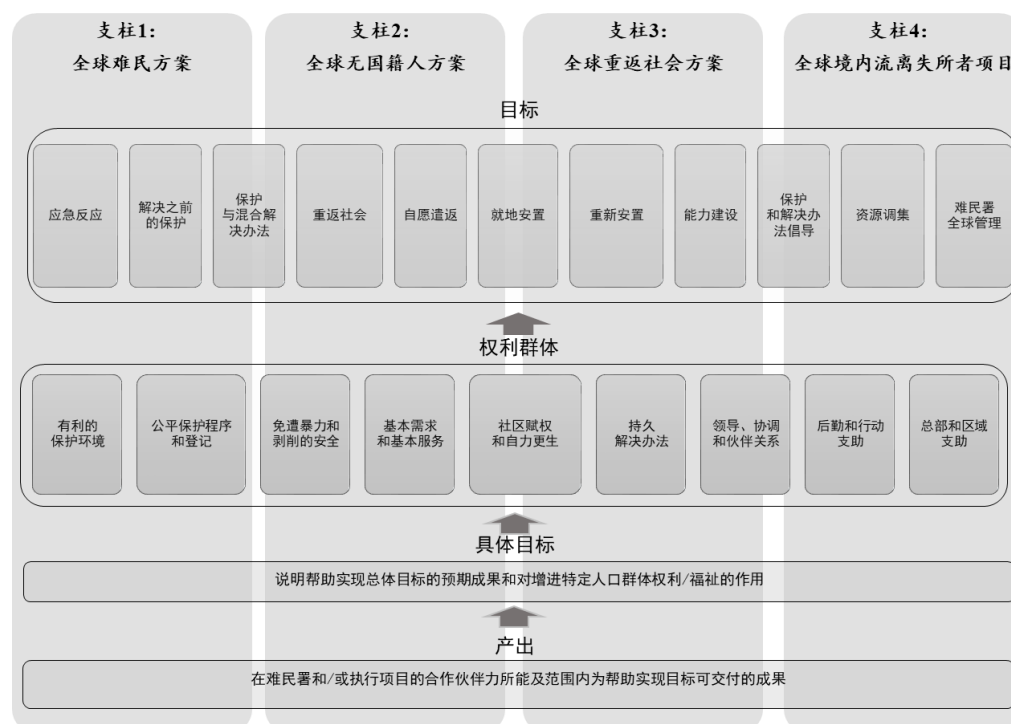 支柱1:
全球难民方案
支柱2:
全球无国籍人方案
支柱3:
全球重返社会方案
支柱4:
全球境内流离失所者项目
目标
应急反应
解决之前
的保护
保护
与混合解
决办法
重返社会
自愿遣返
就地安置
重新安置
能力建设
保护
和解决办
法倡导
资源调集
难民署
全球管理
权利群体
有利的
保护环境
公平保护程序
和登记
免遭暴力和
剥削的安全
基本需求
和基本服务
社区赋权
和自力更生
持久
解决办法
领导、协调
和伙伴关系
后勤和行动
支助
总部和区域
支助
具体目标
说明帮助实现总体目标的预期成果和对增进特定人口群体权利/福祉的作用
产出
在难民署和/或执行项目的合作伙伴力所能及范围内为帮助实现目标可交付的成果